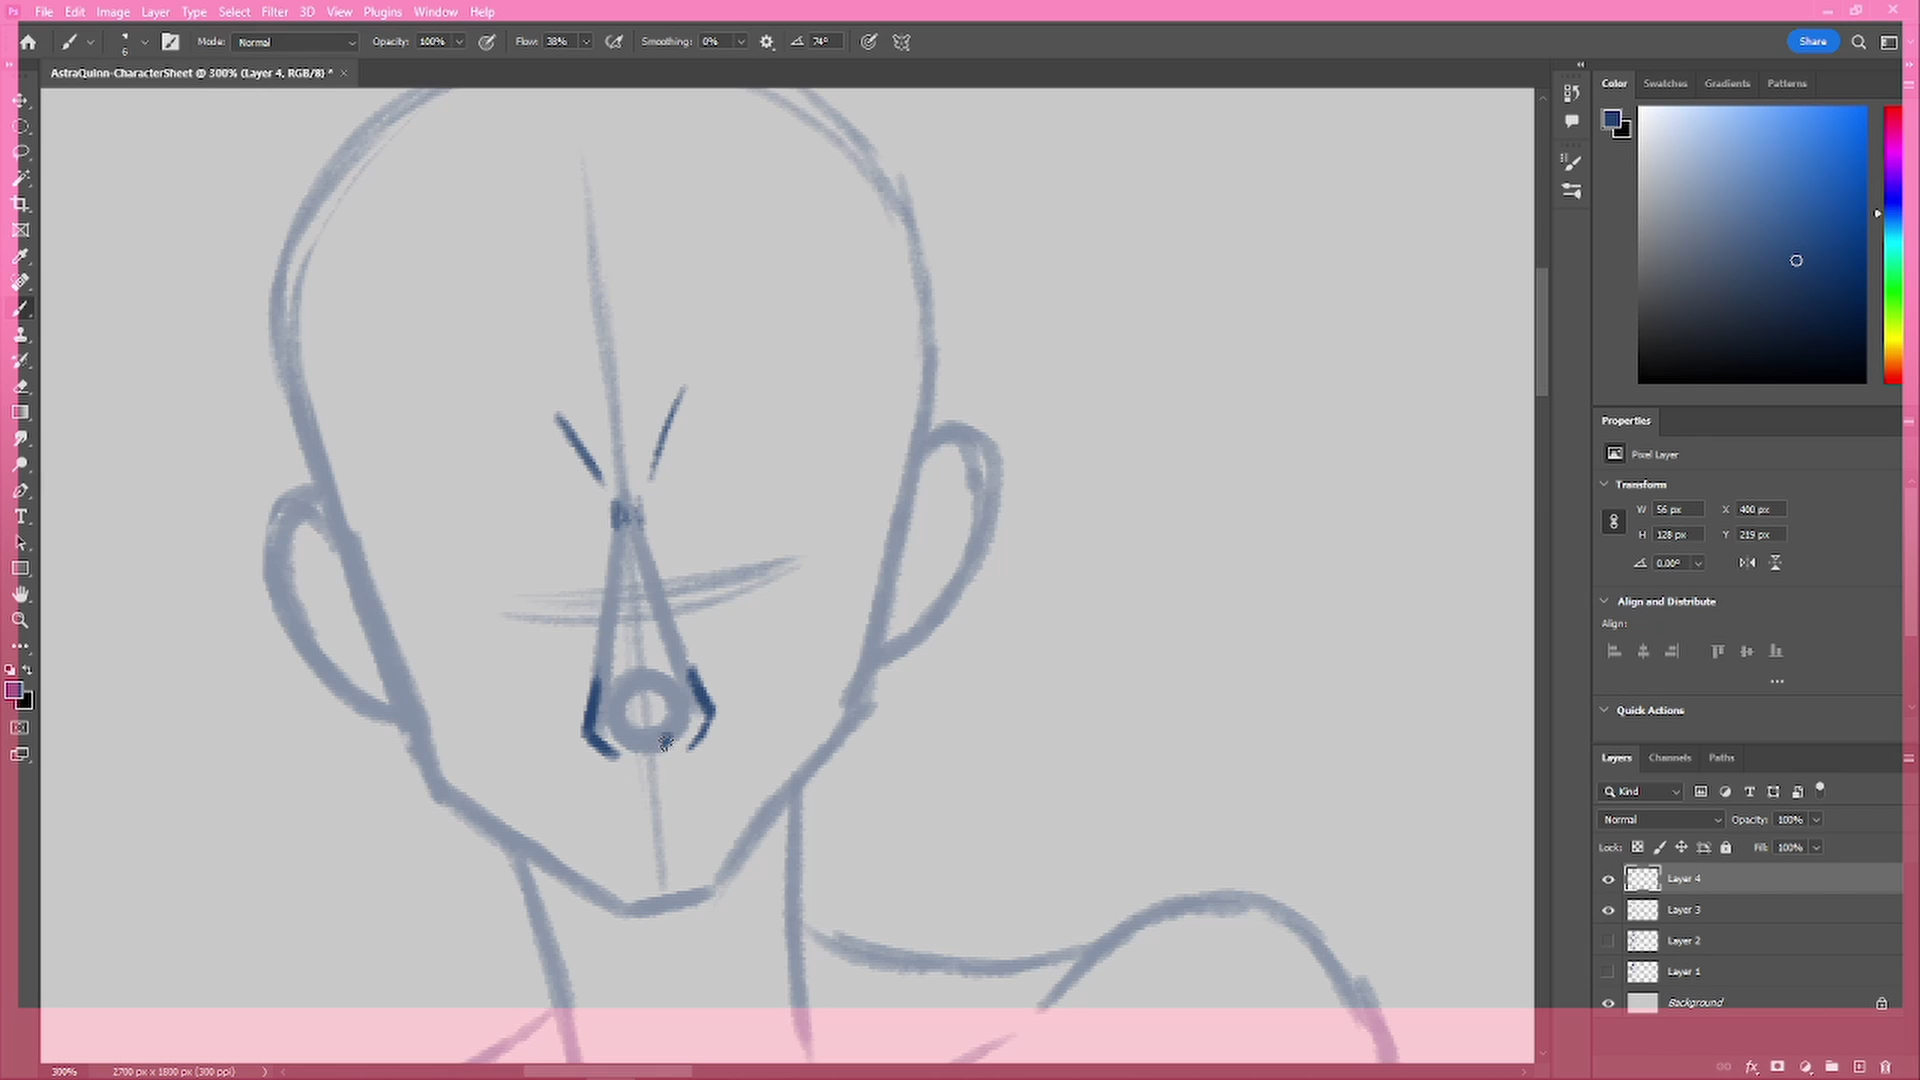 Ps File Edit Image Layer Type Select Filter 3D View Plugins Window Help
6 Mode: Normal Opacity: 100% Flow: 38% Smoothing: 0% 74° Share
AstraQuinn-CharacterSheet @ 300% (Layer 4, RGB/8) * ×
Color Swatches Gradients Patterns
Properties
Pixel Layer
Transform
W 56 px X 400 px
H 128 px Y 219 px
0.00°
Align and Distribute
Align:
Quick Actions
Layers Channels Paths
Kind
Normal Opacity: 100%
Lock: Fill: 100%
Layer 4
Layer 3
Layer 2
Layer 1
Background
300% 2700 px x 1800 px (300 ppi)